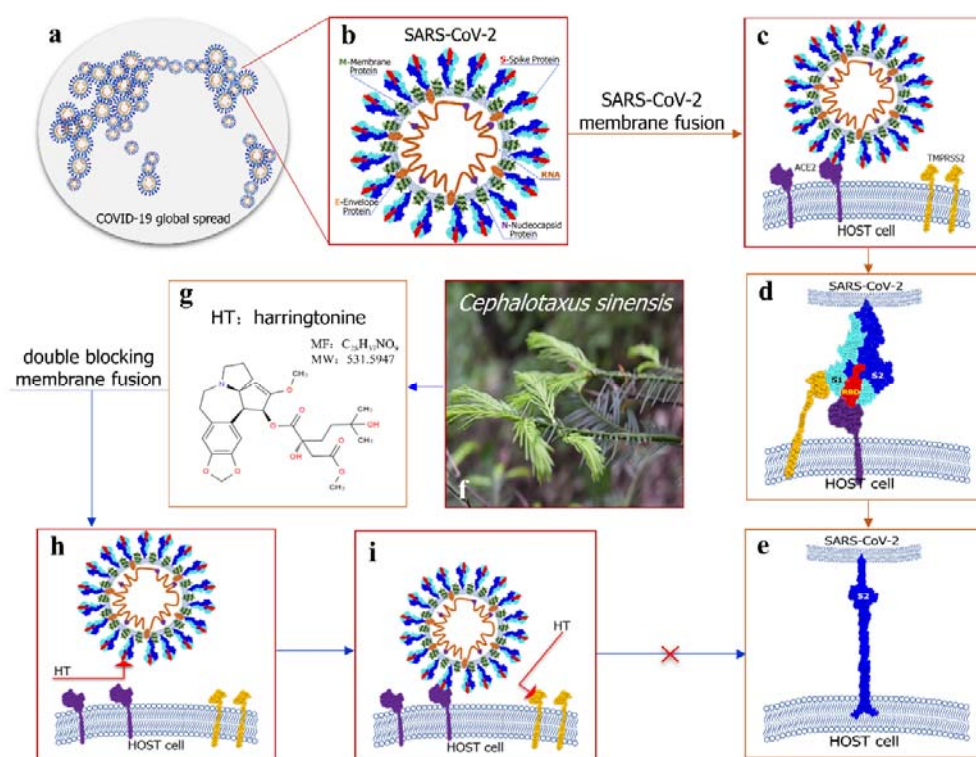 a
COVID-19 global spread
b
SARS-CoV-2
M-Membrane
Protein
S-Spike Protein
RNA
E-Envelope
Protein
N-Nucleocapsid
Protein
SARS-CoV-2
membrane fusion
c
ACE2
TMPRSS2
HOST cell
d
SARS-CoV-2
S1
S2
RBD
HOST cell
e
SARS-CoV-2
S2
HOST cell
Cephalotaxus sinensis
f
g
HT: harringtonine
MF: C28H37NO9
MW: 531.5947
N
O
CH3
O
O
OH
CH3
CH3
OH
O
O
CH3
O
O
double blocking
membrane fusion
h
HT
HOST cell
i
HT
HOST cell